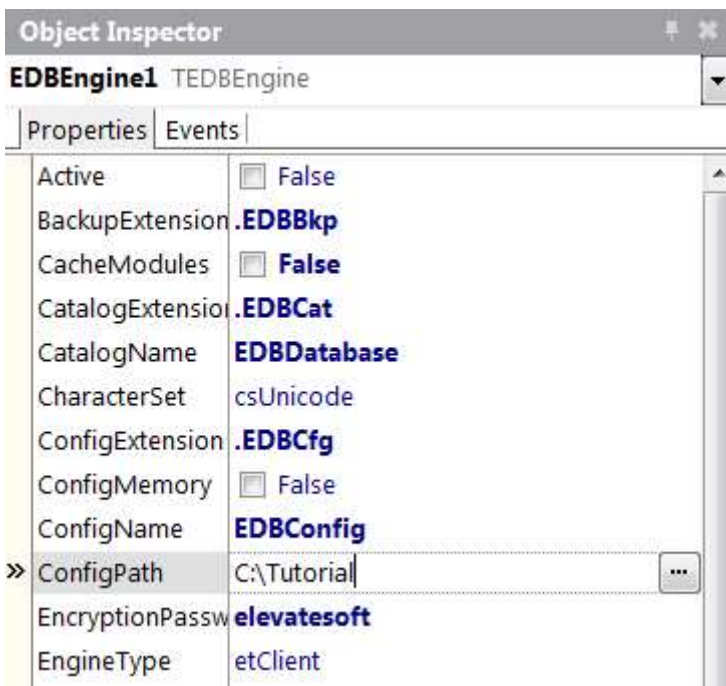 Object Inspector
EDBEngine1 TEDBEngine
Properties Events
Active False
BackupExtension .EDBBkp
CacheModules False
CatalogExtensio .EDBCat
CatalogName EDBDatabase
CharacterSet csUnicode
ConfigExtension .EDBCfg
ConfigMemory False
ConfigName EDBConfig
» ConfigPath C:\Tutorial ...
EncryptionPassw elevatesoft
EngineType etClient